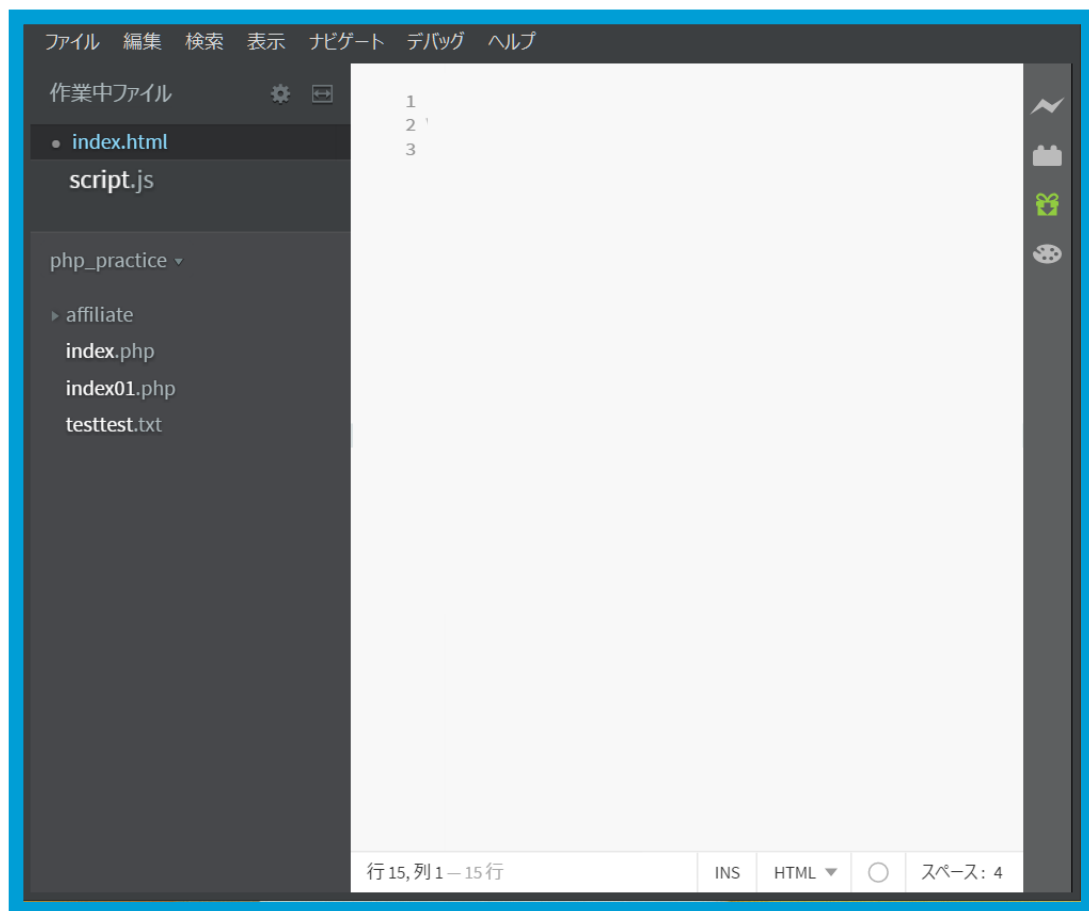 ファイル 編集 検索 表示 ナビゲート デバッグ ヘルプ
作業中ファイル
index.html
script.js
php_practice
affiliate
index.php
index01.php
testtest.txt
1
2
3
行 15, 列 1 — 15 行 INS HTML スペース: 4